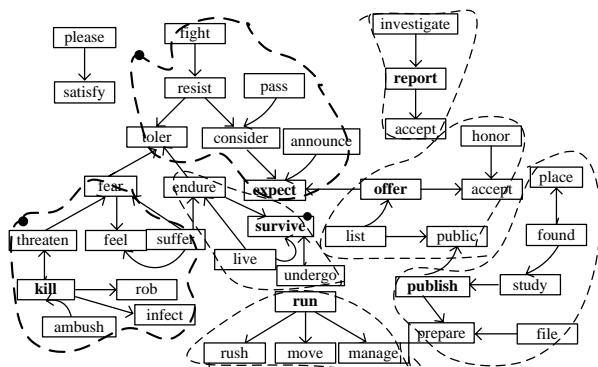 please
satisfy
fight
resist
pass
toler
consider
announce
investigate
report
accept
honor
place
fear
endure
expect
offer
accept
found
threaten
feel
suffer
survive
list
public
live
undergo
study
kill
rob
publish
infect
ambush
run
prepare
file
rush
move
manage